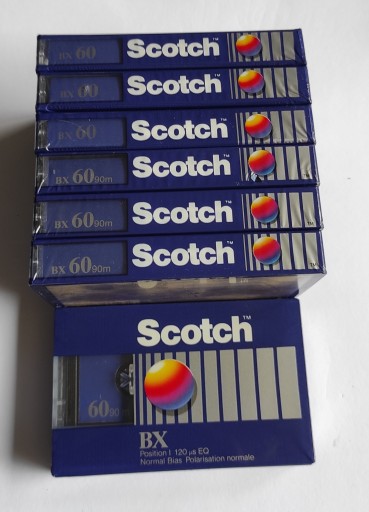 BX 60 Scotch™
BX 60 Scotch™
BX 60 Scotch™
BX 60 90m Scotch™
BX 60 90m Scotch™
BX 60 90m Scotch™
Scotch™
60 90
BX
Position I 120 µs EQ
Normal Bias Polarisation normale